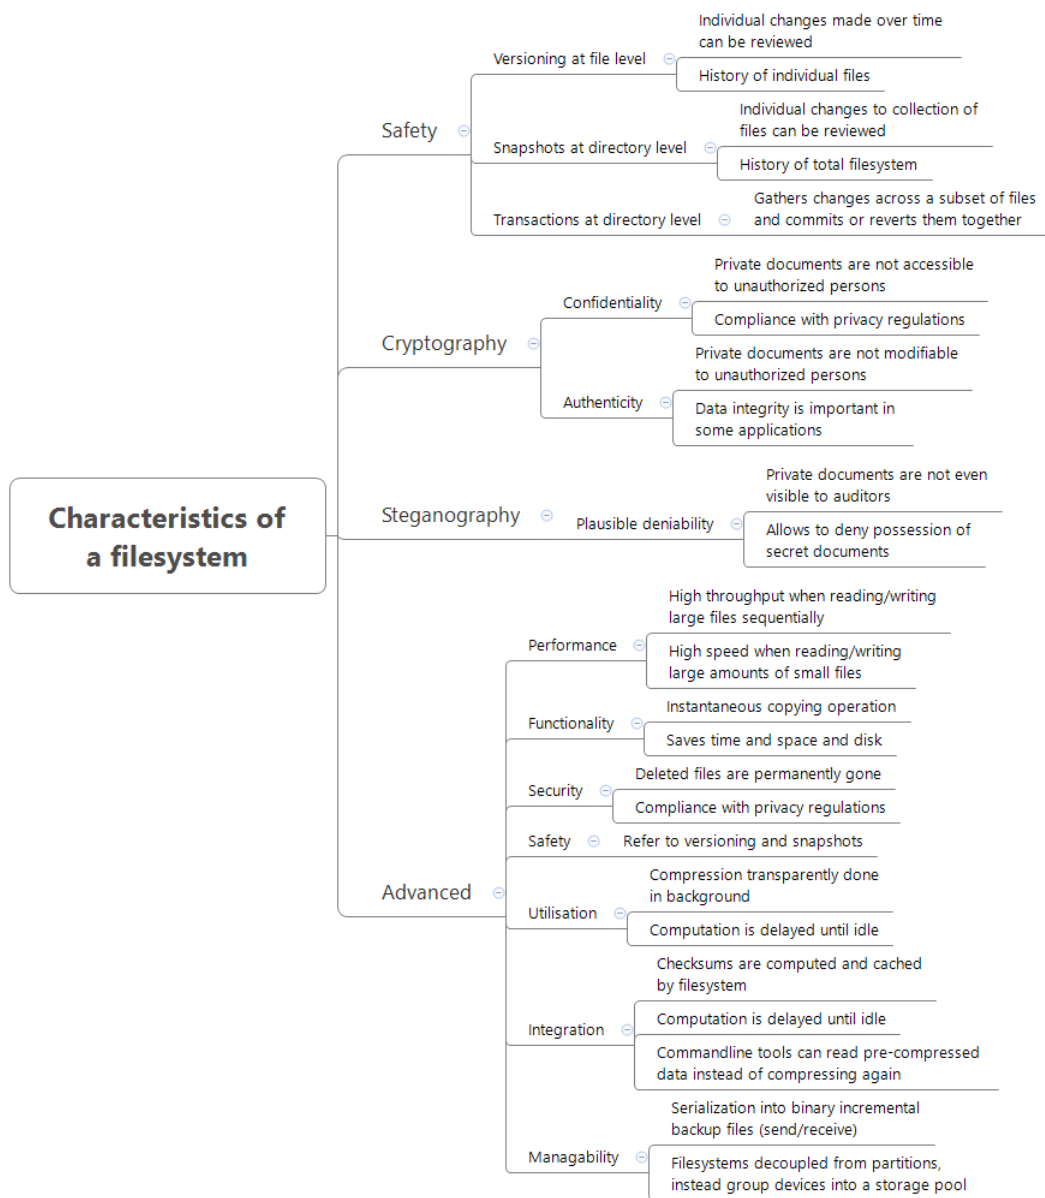 Characteristics of
a filesystem
Safety
Versioning at file level
Individual changes made over time
can be reviewed
History of individual files
Snapshots at directory level
Individual changes to collection of
files can be reviewed
History of total filesystem
Transactions at directory level
Gathers changes across a subset of files
and commits or reverts them together
Cryptography
Confidentiality
Private documents are not accessible
to unauthorized persons
Compliance with privacy regulations
Authenticity
Private documents are not modifiable
to unauthorized persons
Data integrity is important in
some applications
Steganography
Plausible deniability
Private documents are not even
visible to auditors
Allows to deny possession of
secret documents
Advanced
Performance
High throughput when reading/writing
large files sequentially
High speed when reading/writing
large amounts of small files
Functionality
Instantaneous copying operation
Saves time and space and disk
Security
Deleted files are permanently gone
Compliance with privacy regulations
Safety
Refer to versioning and snapshots
Utilisation
Compression transparently done
in background
Computation is delayed until idle
Integration
Checksums are computed and cached
by filesystem
Computation is delayed until idle
Commandline tools can read pre-compressed
data instead of compressing again
Managability
Serialization into binary incremental
backup files (send/receive)
Filesystems decoupled from partitions,
instead group devices into a storage pool